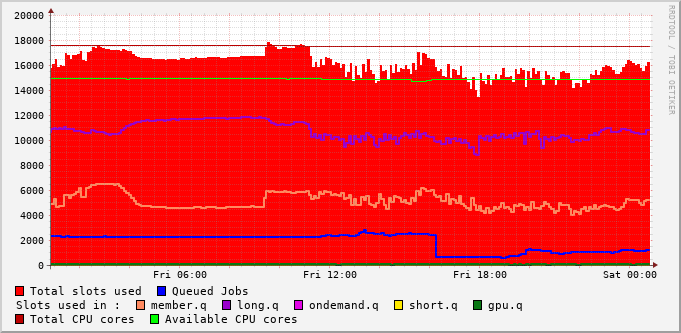 20000
18000
16000
14000
12000
10000
8000
6000
4000
2000
0
Fri 06:00 Fri 12:00 Fri 18:00 Sat 00:00
RRDTOOL / TOBI OETIKER
Total slots used Queued Jobs
Slots used in : member.q long.q ondemand.q short.q gpu.q
Total CPU cores Available CPU cores